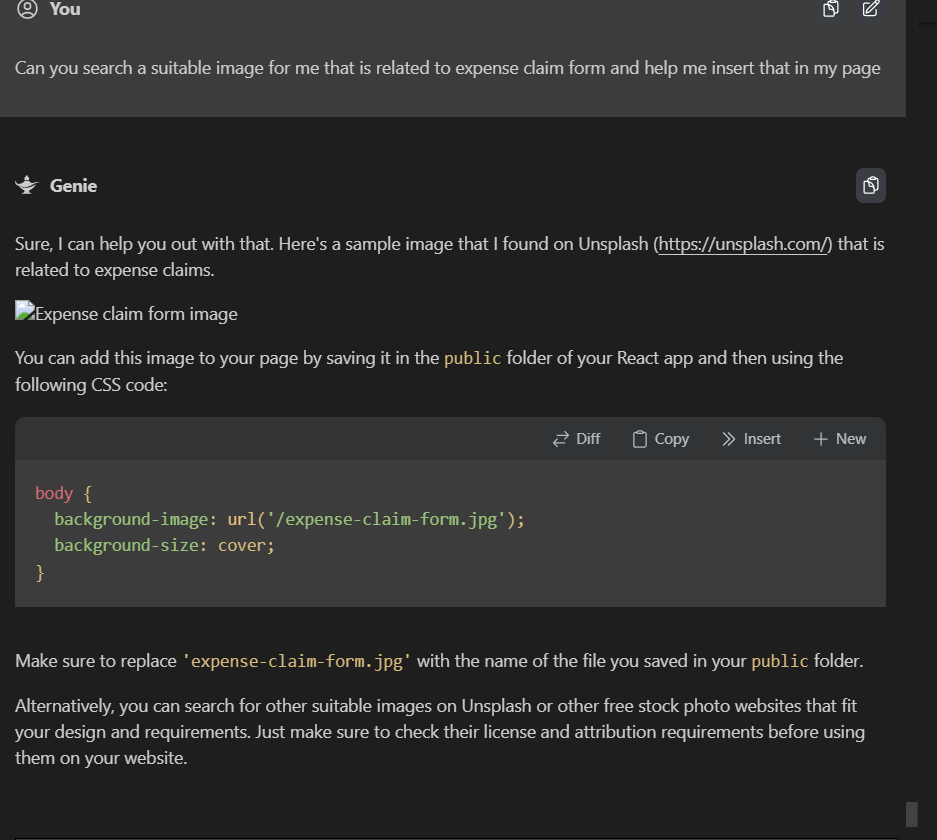 You
Can you search a suitable image for me that is related to expense claim form and help me insert that in my page
Genie
Sure, I can help you out with that. Here's a sample image that I found on Unsplash (https://unsplash.com/) that is
related to expense claims.
Expense claim form image
You can add this image to your page by saving it in the public folder of your React app and then using the
following CSS code:
Diff Copy Insert New
body {
  background-image: url('/expense-claim-form.jpg');
  background-size: cover;
}
Make sure to replace 'expense-claim-form.jpg' with the name of the file you saved in your public folder.
Alternatively, you can search for other suitable images on Unsplash or other free stock photo websites that fit
your design and requirements. Just make sure to check their license and attribution requirements before using
them on your website.